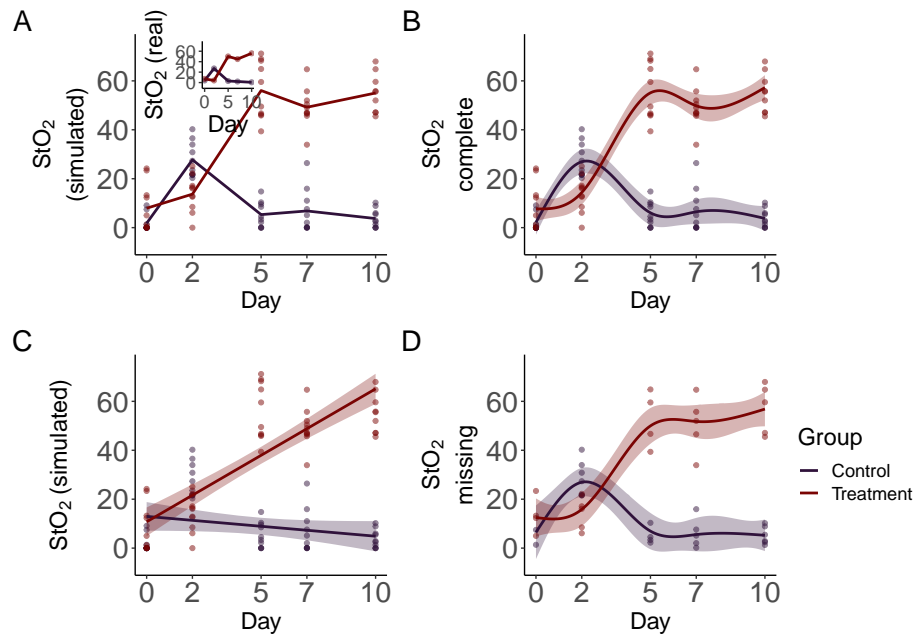 A
StO2 (simulated)
60
40
20
0
0 2 5 7 10
Day
StO2 (real)
60
40
20
0
0 5 10
Day
B
StO2 complete
60
40
20
0
0 2 5 7 10
Day
C
StO2 (simulated)
60
40
20
0
0 2 5 7 10
Day
D
StO2 missing
60
40
20
0
0 2 5 7 10
Day
Group
Control
Treatment